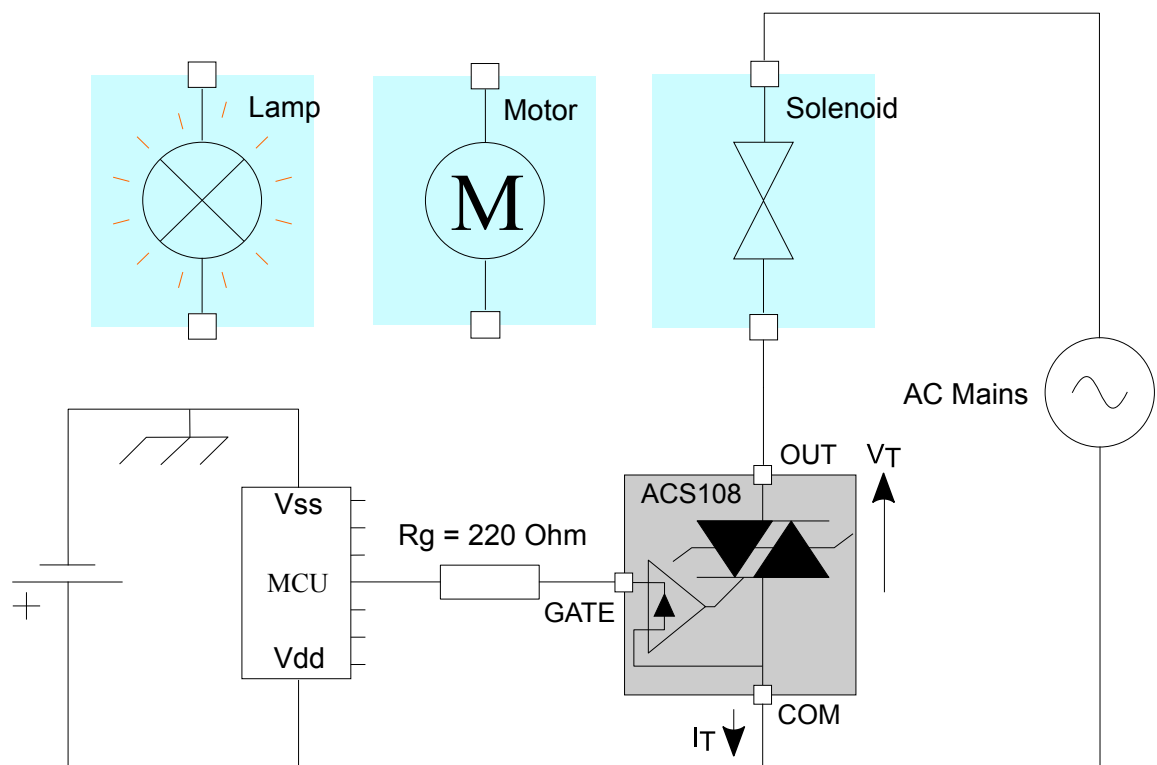 Lamp
Motor
Solenoid
M
AC Mains
OUT
VT
ACS108
Vss
Rg = 220 Ohm
MCU
GATE
+
Vdd
COM
IT